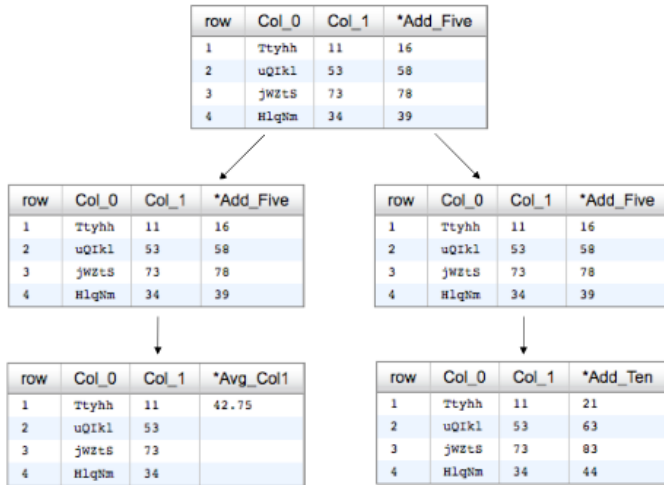 row Col_0 Col_1 *Add_Five
1 Ttyhh 11 16
2 uQIkl 53 58
3 jWZtS 73 78
4 HlqNm 34 39
row Col_0 Col_1 *Add_Five
1 Ttyhh 11 16
2 uQIkl 53 58
3 jWZtS 73 78
4 HlqNm 34 39
row Col_0 Col_1 *Add_Five
1 Ttyhh 11 16
2 uQIkl 53 58
3 jWZtS 73 78
4 HlqNm 34 39
row Col_0 Col_1 *Avg_Col1
1 Ttyhh 11 42.75
2 uQIkl 53
3 jWZtS 73
4 HlqNm 34
row Col_0 Col_1 *Add_Ten
1 Ttyhh 11 21
2 uQIkl 53 63
3 jWZtS 73 83
4 HlqNm 34 44